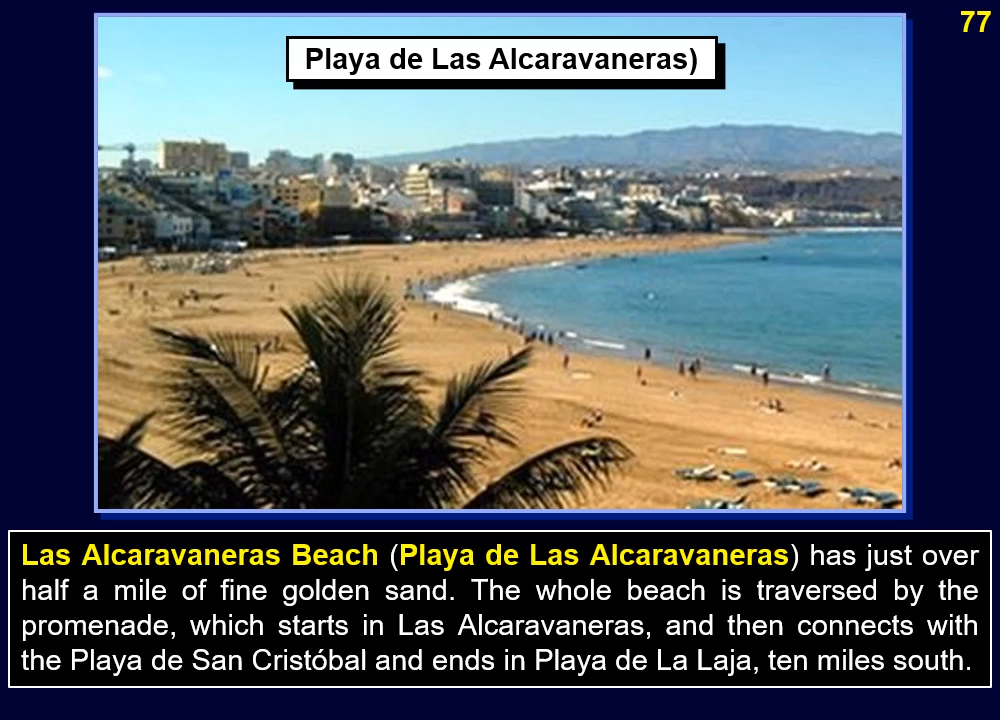 77
Playa de Las Alcaravaneras)
Las Alcaravaneras Beach (Playa de Las Alcaravaneras) has just over
half a mile of fine golden sand. The whole beach is traversed by the
promenade, which starts in Las Alcaravaneras, and then connects with
the Playa de San Cristóbal and ends in Playa de La Laja, ten miles south.